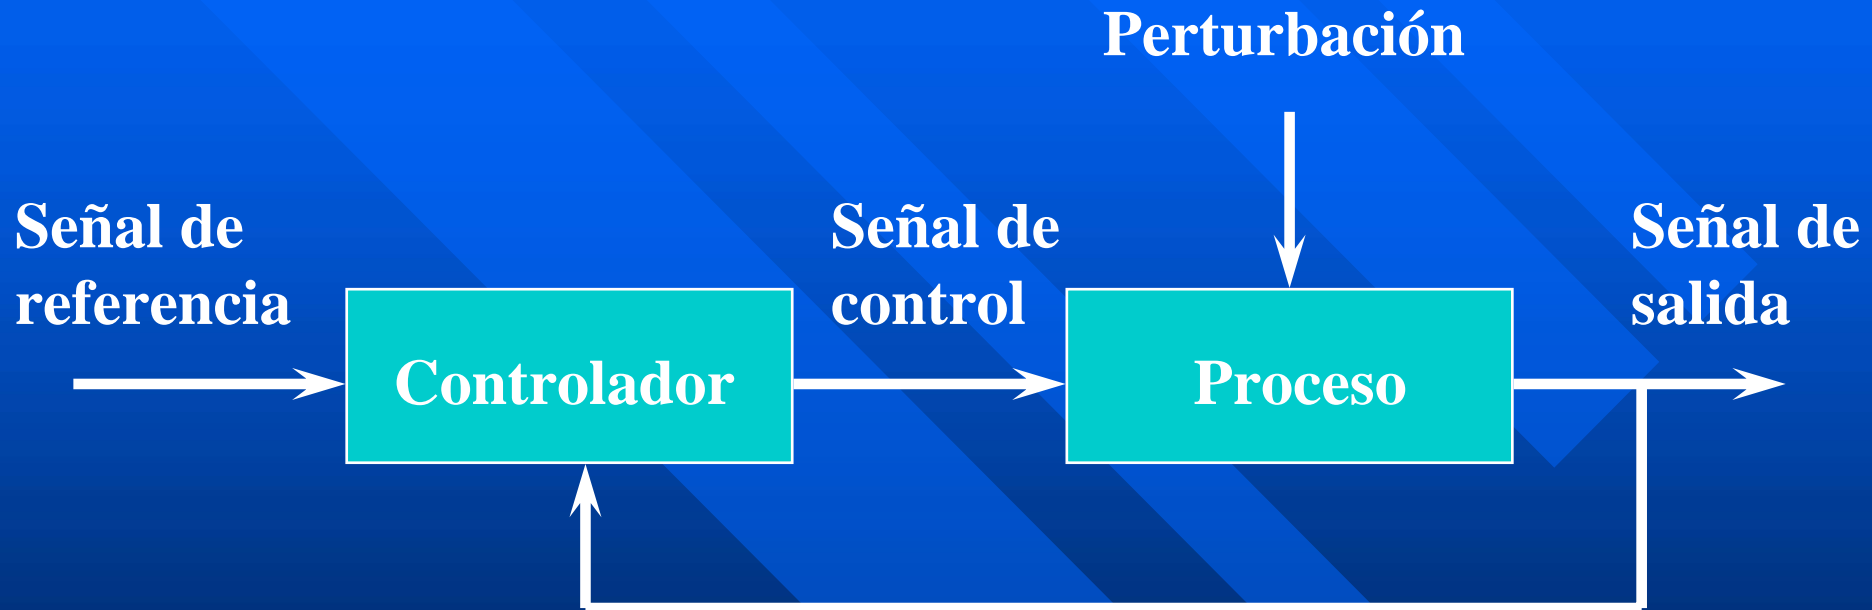 Perturbación
Señal de
referencia
Señal de
control
Señal de
salida
Controlador
Proceso